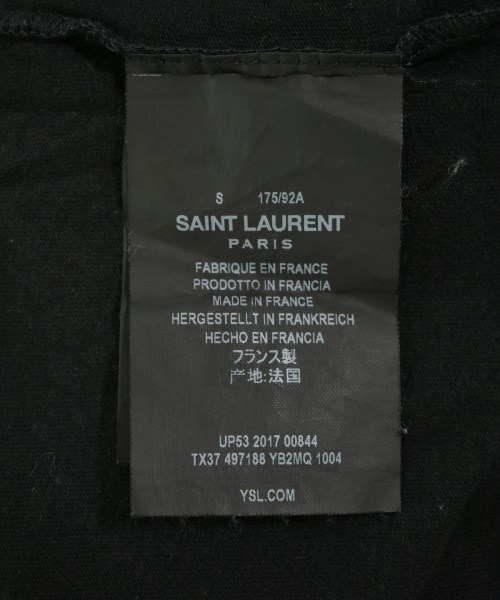 S 175/92A
SAINT LAURENT
PARIS
FABRIQUE EN FRANCE
PRODOTTO IN FRANCIA
MADE IN FRANCE
HERGESTELLT IN FRANKREICH
HECHO EN FRANCIA
フランス製
产地:法国
UP53 2017 00844
TX37 497188 YB2MQ 1004
YSL.COM